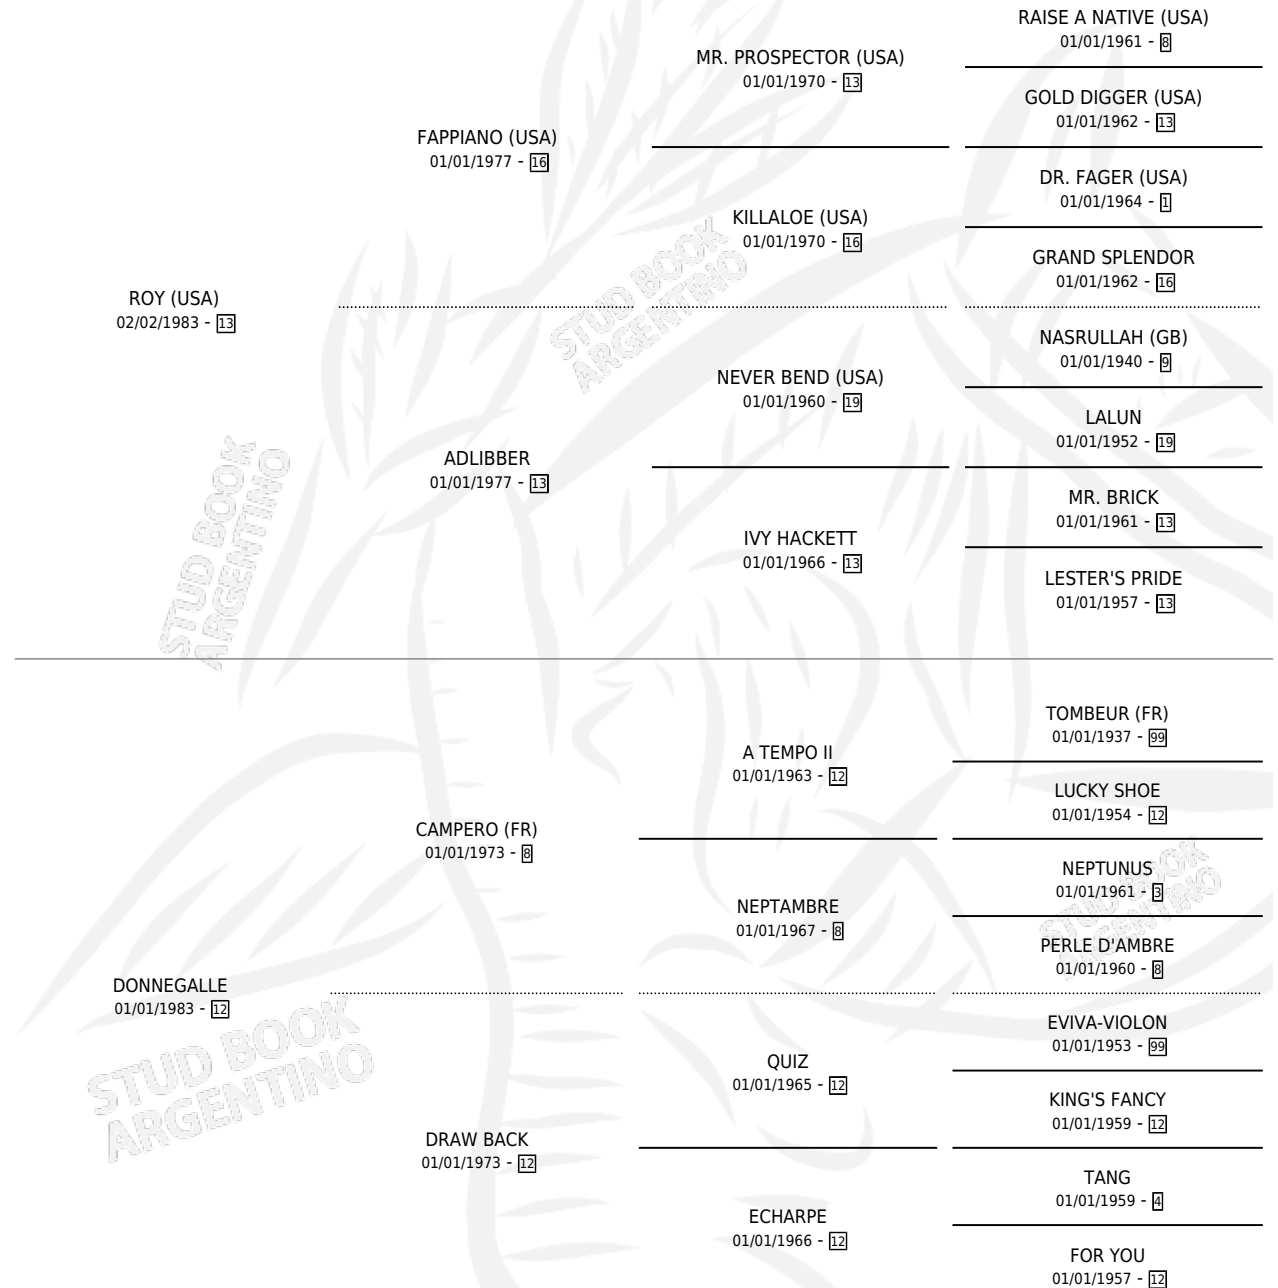 RAISE A NATIVE (USA)
01/01/1961 - 8
MR. PROSPECTOR (USA)
01/01/1970 - 13
GOLD DIGGER (USA)
01/01/1962 - 13
FAPPIANO (USA)
01/01/1977 - 16
DR. FAGER (USA)
01/01/1964 - 1
KILLALOE (USA)
01/01/1970 - 16
GRAND SPLENDOR
01/01/1962 - 16
ROY (USA)
02/02/1983 - 13
STUD BOOK
ARGENTINO
NASRULLAH (GB)
01/01/1940 - 9
NEVER BEND (USA)
01/01/1960 - 19
LALUN
01/01/1952 - 19
ADLIBBER
01/01/1977 - 13
MR. BRICK
01/01/1961 - 13
IVY HACKETT
01/01/1966 - 13
LESTER'S PRIDE
01/01/1957 - 13
STUD BOOK
ARGENTINO
TOMBEUR (FR)
01/01/1937 - 99
A TEMPO II
01/01/1963 - 12
LUCKY SHOE
01/01/1954 - 12
CAMPERO (FR)
01/01/1973 - 8
NEPTUNUS
01/01/1961 - 3
STUD BOOK
ARGENTINO
NEPTAMBRE
01/01/1967 - 8
PERLE D'AMBRE
01/01/1960 - 8
DONNEGALLE
01/01/1983 - 12
STUD BOOK
ARGENTINO
EVIVA-VIOLON
01/01/1953 - 99
QUIZ
01/01/1965 - 12
KING'S FANCY
01/01/1959 - 12
DRAW BACK
01/01/1973 - 12
TANG
01/01/1959 - 4
ECHARPE
01/01/1966 - 12
FOR YOU
01/01/1957 - 12